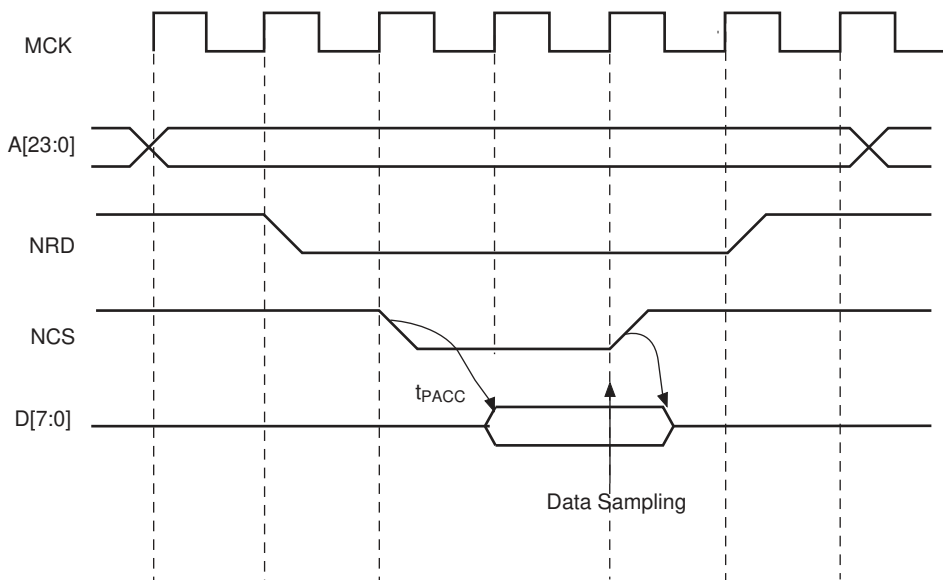 MCK
A[23:0]
NRD
NCS
tPACC
D[7:0]
Data Sampling